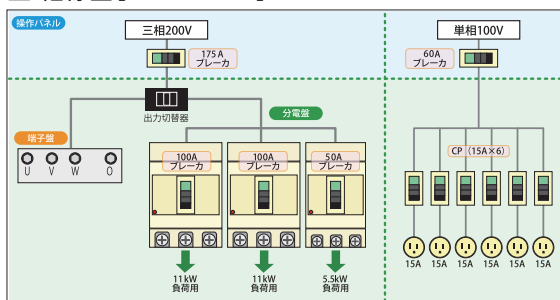 操作パネル
三相200V
単相100V
175A
ブレーカ
60A
ブレーカ
出力切替器
分電盤
端子盤
U V W O
100A
ブレーカ
100A
ブレーカ
50A
ブレーカ
CP（15A×6）
11kW
負荷用
11kW
負荷用
5.5kW
負荷用
15A 15A 15A 15A 15A 15A